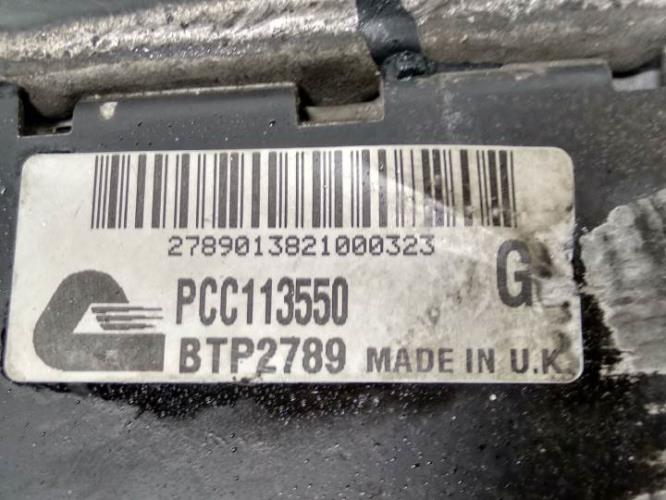 2789013821000323
G
PCC113550
BTP2789 MADE IN U.K